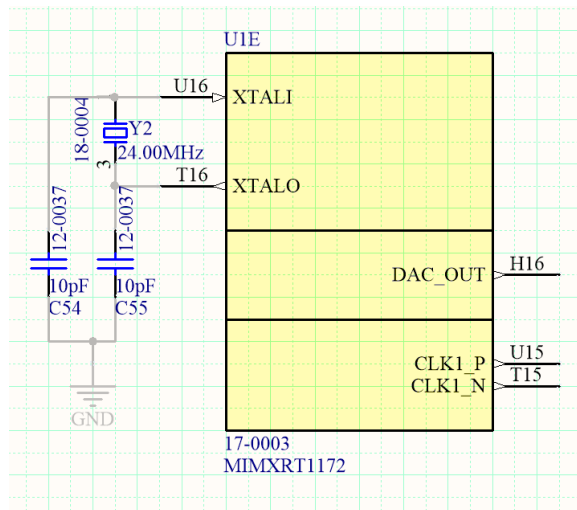 U1E
U16
XTALI
18-0004
Y2
24.00MHz
3
T16
XTALO
12-0037
12-0037
10pF
C54
10pF
C55
GND
DAC_OUT
H16
CLK1_P
U15
CLK1_N
T15
17-0003
MIMXRT1172